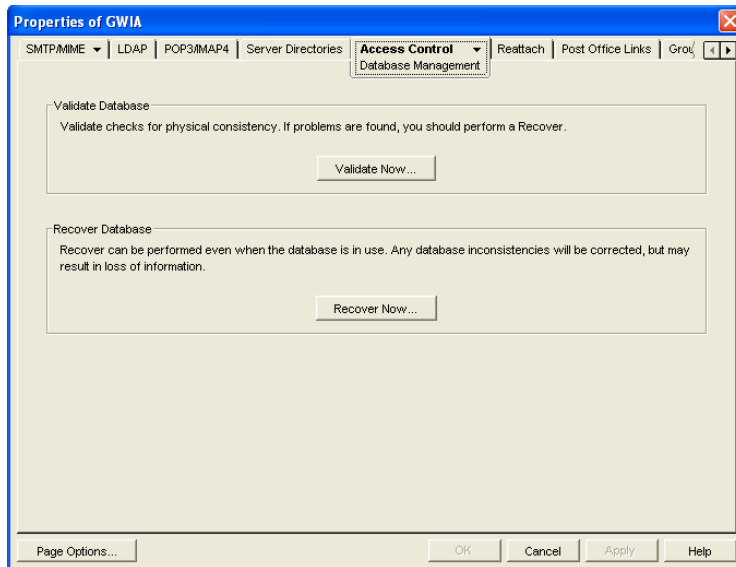 Properties of GWIA
SMTP/MIME LDAP POP3/IMAP4 Server Directories Access Control Reattach Post Office Links Grou
Database Management
Validate Database
Validate checks for physical consistency. If problems are found, you should perform a Recover.
Validate Now...
Recover Database
Recover can be performed even when the database is in use. Any database inconsistencies will be corrected, but may
result in loss of information.
Recover Now...
Page Options... OK Cancel Apply Help